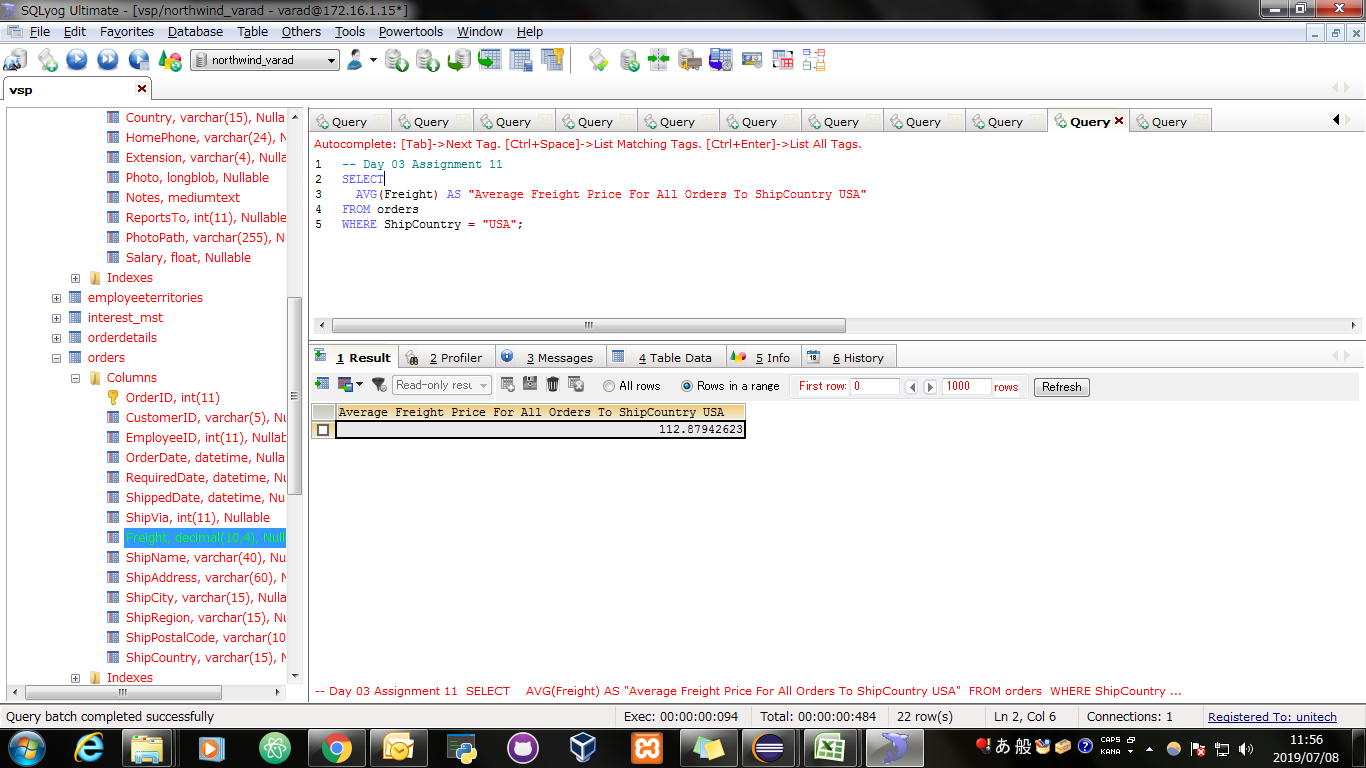 SQLyog Ultimate - [vsp/northwind_varad - varad@172.16.1.15*]
File Edit Favorites Database Table Others Tools Powertools Window Help
northwind_varad
vsp
Country, varchar(15), Nulla
HomePhone, varchar(24), N
Extension, varchar(4), Nulla
Photo, longblob, Nullable
Notes, mediumtext
ReportsTo, int(11), Nullable
PhotoPath, varchar(255), N
Salary, float, Nullable
Indexes
employeeterritories
interest_mst
orderdetails
orders
Columns
OrderID, int(11)
CustomerID, varchar(5), Nu
EmployeeID, int(11), Nullab
OrderDate, datetime, Nulla
RequiredDate, datetime, Nu
ShippedDate, datetime, Nu
ShipVia, int(11), Nullable
Freight, decimal(10,4), Null
ShipName, varchar(40), Nu
ShipAddress, varchar(60), N
ShipCity, varchar(15), Nulla
ShipRegion, varchar(15), Nu
ShipPostalCode, varchar(10
ShipCountry, varchar(15), N
Indexes
Query Query Query Query Query Query Query Query Query Query Query
Autocomplete: [Tab]->Next Tag. [Ctrl+Space]->List Matching Tags. [Ctrl+Enter]->List All Tags.
1 -- Day 03 Assignment 11
2 SELECT
3 AVG(Freight) AS "Average Freight Price For All Orders To ShipCountry USA"
4 FROM orders
5 WHERE ShipCountry = "USA";
1 Result 2 Profiler 3 Messages 4 Table Data 5 Info 6 History
Read-only resu All rows Rows in a range First row: 0 1000 rows Refresh
Average Freight Price For All Orders To ShipCountry USA
112.87942623
-- Day 03 Assignment 11 SELECT AVG(Freight) AS "Average Freight Price For All Orders To ShipCountry USA" FROM orders WHERE ShipCountry ...
Query batch completed successfully Exec: 00:00:00:094 Total: 00:00:00:484 22 row(s) Ln 2, Col 6 Connections: 1 Registered To: unitech
あ 般 CAPS KANA 11:56
2019/07/08